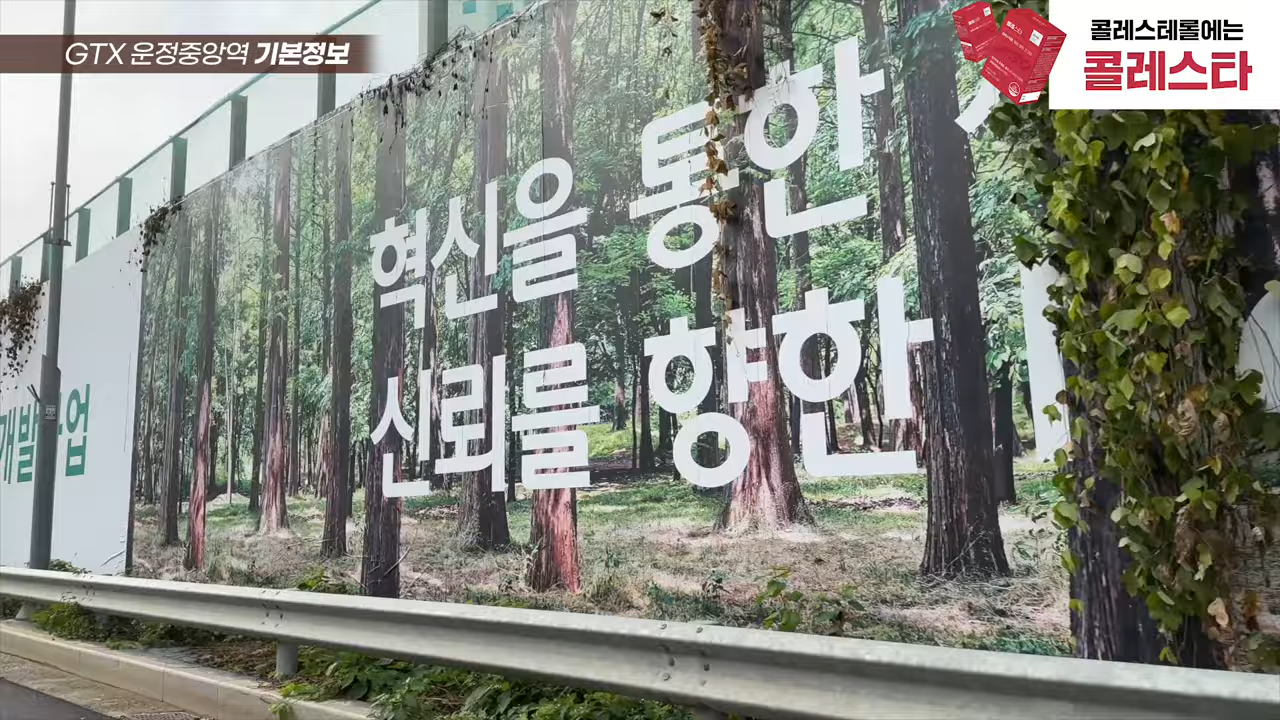 GTX 운정중앙역 기본정보
콜레스테롤에는
콜레스타
혁신을 통한
신뢰를 향한
개발사업